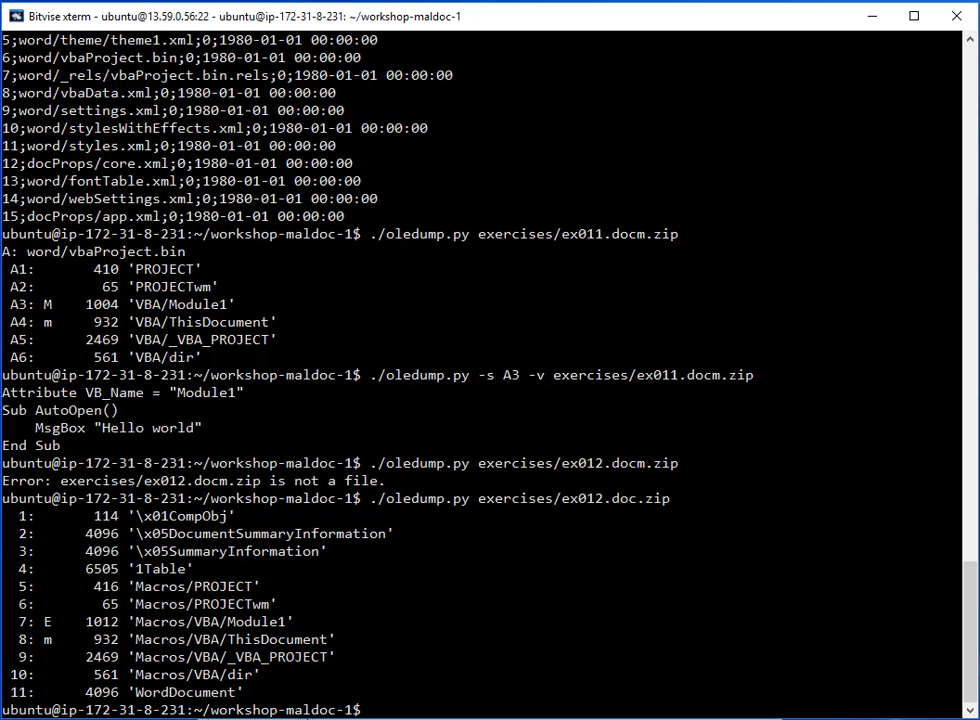 Bitvise xterm - ubuntu@13.59.0.56:22 - ubuntu@ip-172-31-8-231: ~/workshop-maldoc-1
5;word/theme/theme1.xml;0;1980-01-01 00:00:00
6;word/vbaProject.bin;0;1980-01-01 00:00:00
7;word/_rels/vbaProject.bin.rels;0;1980-01-01 00:00:00
8;word/vbaData.xml;0;1980-01-01 00:00:00
9;word/settings.xml;0;1980-01-01 00:00:00
10;word/stylesWithEffects.xml;0;1980-01-01 00:00:00
11;word/styles.xml;0;1980-01-01 00:00:00
12;docProps/core.xml;0;1980-01-01 00:00:00
13;word/fontTable.xml;0;1980-01-01 00:00:00
14;word/webSettings.xml;0;1980-01-01 00:00:00
15;docProps/app.xml;0;1980-01-01 00:00:00
ubuntu@ip-172-31-8-231:~/workshop-maldoc-1$ ./oledump.py exercises/ex011.docm.zip
A: word/vbaProject.bin
 A1:       410 'PROJECT'
 A2:        65 'PROJECTwm'
 A3: M    1004 'VBA/Module1'
 A4: m     932 'VBA/ThisDocument'
 A5:      2469 'VBA/_VBA_PROJECT'
 A6:       561 'VBA/dir'
ubuntu@ip-172-31-8-231:~/workshop-maldoc-1$ ./oledump.py -s A3 -v exercises/ex011.docm.zip
Attribute VB_Name = "Module1"
Sub AutoOpen()
    MsgBox "Hello world"
End Sub
ubuntu@ip-172-31-8-231:~/workshop-maldoc-1$ ./oledump.py exercises/ex012.docm.zip
Error: exercises/ex012.docm.zip is not a file.
ubuntu@ip-172-31-8-231:~/workshop-maldoc-1$ ./oledump.py exercises/ex012.doc.zip
  1:       114 '\x01CompObj'
  2:      4096 '\x05DocumentSummaryInformation'
  3:      4096 '\x05SummaryInformation'
  4:      6505 '1Table'
  5:       416 'Macros/PROJECT'
  6:        65 'Macros/PROJECTwm'
  7: E    1012 'Macros/VBA/Module1'
  8: m     932 'Macros/VBA/ThisDocument'
  9:      2469 'Macros/VBA/_VBA_PROJECT'
 10:       561 'Macros/VBA/dir'
 11:      4096 'WordDocument'
ubuntu@ip-172-31-8-231:~/workshop-maldoc-1$